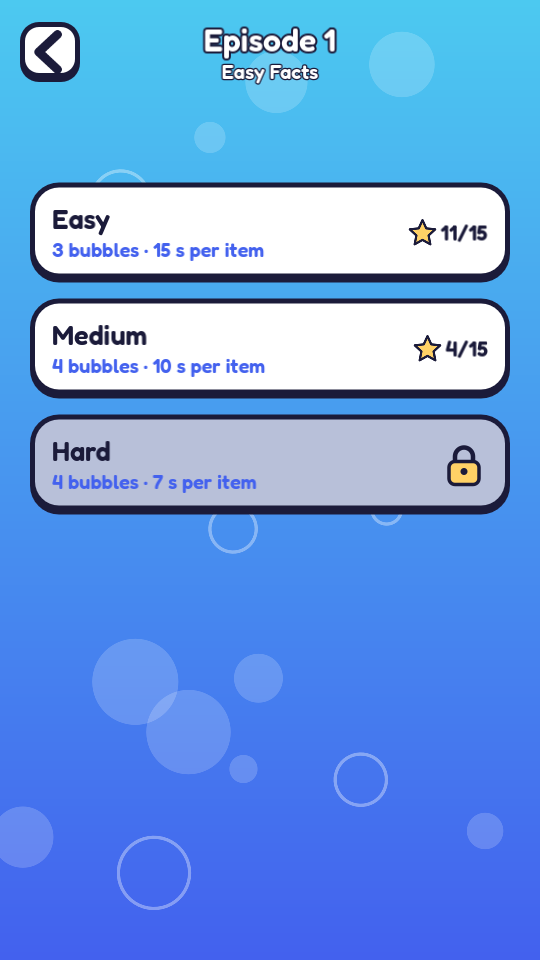 Episode 1
Easy Facts
Easy
3 bubbles · 15 s per item
11/15
Medium
4 bubbles · 10 s per item
4/15
Hard
4 bubbles · 7 s per item